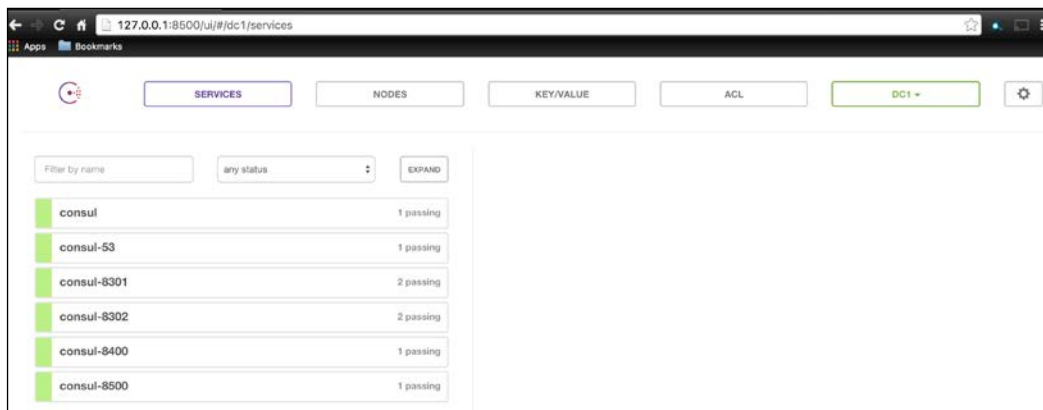 127.0.0.1:8500/ui/#/dc1/services
Apps Bookmarks
SERVICES NODES KEY/VALUE ACL DC1
Filter by name any status EXPAND
consul 1 passing
consul-53 1 passing
consul-8301 2 passing
consul-8302 2 passing
consul-8400 1 passing
consul-8500 1 passing